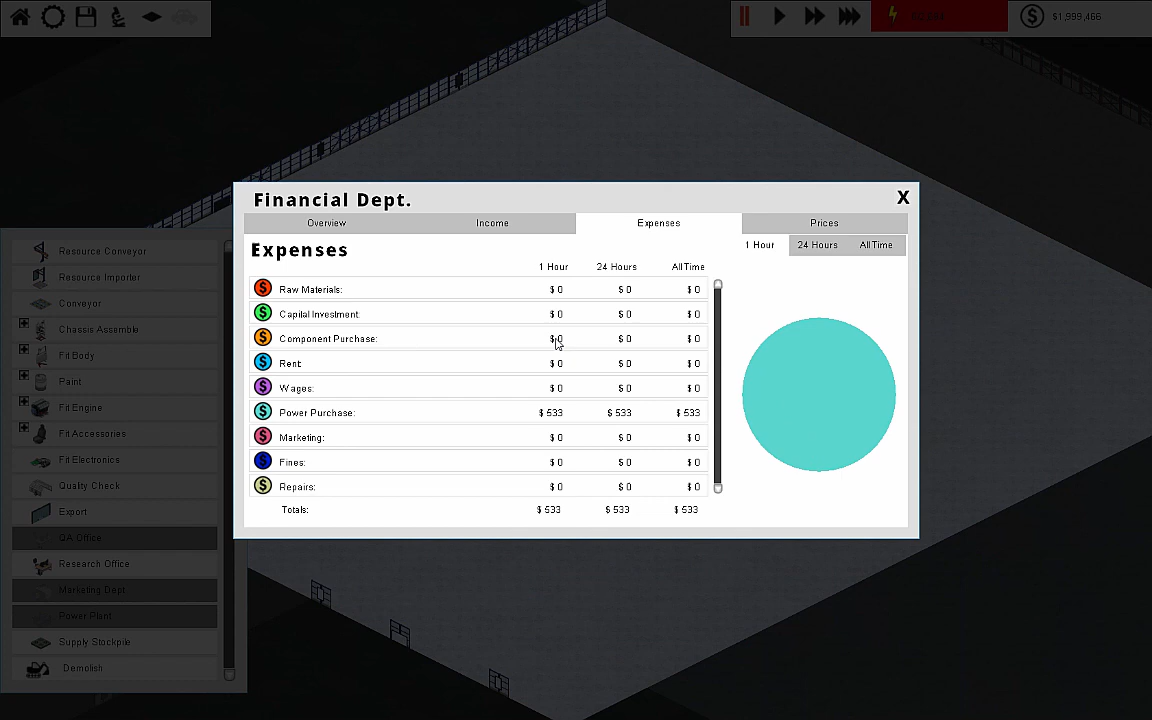 $1,999,466
Financial Dept.
X
Overview Income Expenses Prices
Expenses
1 Hour 24 Hours All Time
1 Hour 24 Hours All Time
Raw Materials: $ 0 $ 0 $ 0
Capital Investment: $ 0 $ 0 $ 0
Component Purchase: $ 0 $ 0 $ 0
Rent: $ 0 $ 0 $ 0
Wages: $ 0 $ 0 $ 0
Power Purchase: $ 533 $ 533 $ 533
Marketing: $ 0 $ 0 $ 0
Fines: $ 0 $ 0 $ 0
Repairs: $ 0 $ 0 $ 0
Totals: $ 533 $ 533 $ 533
Resource Conveyor
Resource Importer
Conveyor
Chassis Assemble
Fit Body
Paint
Fit Engine
Fit Accessories
Fit Electronics
Quality Check
Export
QA Office
Research Office
Marketing Dept.
Power Plant
Supply Stockpile
Demolish